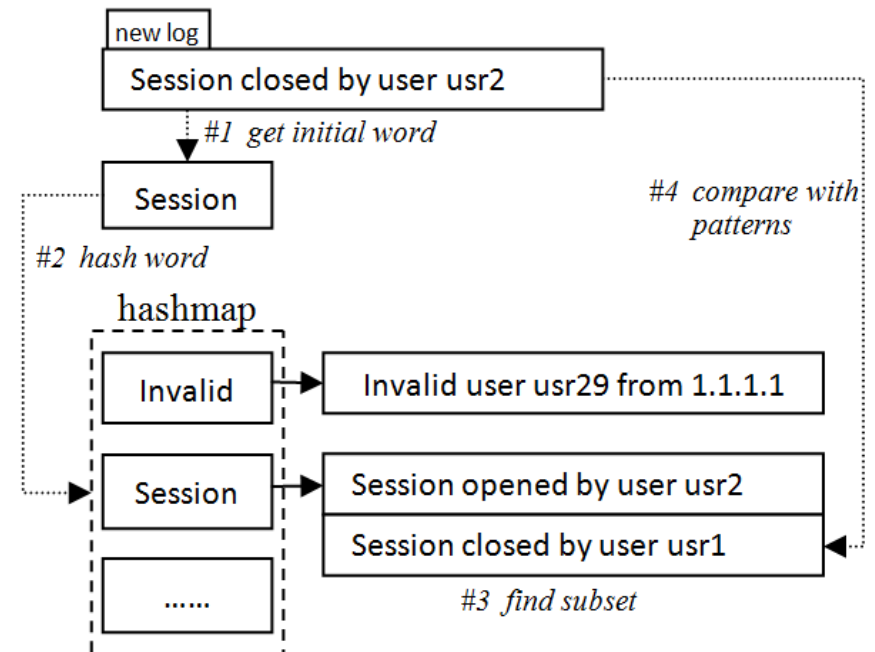 new log
Session closed by user usr2
#1 get initial word
Session
#4 compare with
patterns
#2 hash word
hashmap
Invalid
Invalid user usr29 from 1.1.1.1
Session
Session opened by user usr2
Session closed by user usr1
......
#3 find subset